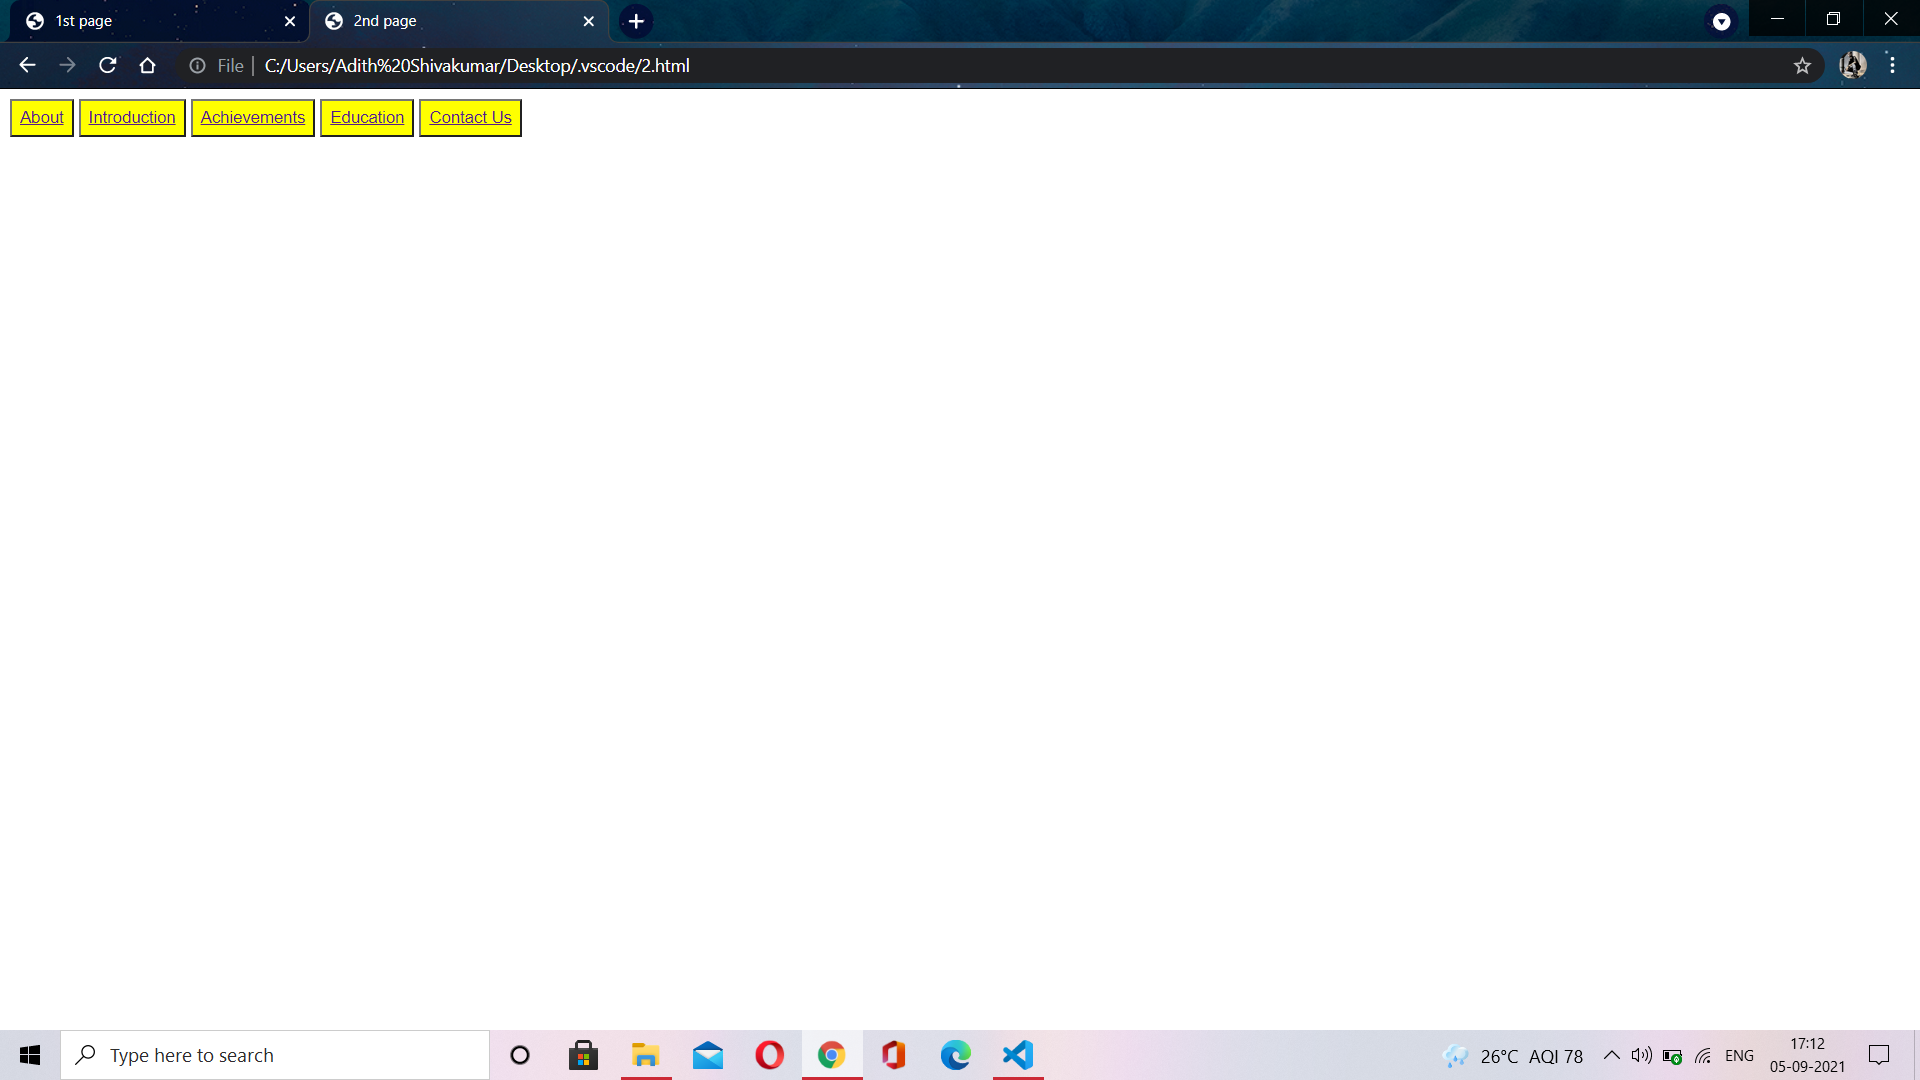 1st page
2nd page
File
C:/Users/Adith%20Shivakumar/Desktop/.vscode/2.html
About
Introduction
Achievements
Education
Contact Us
Type here to search
26°C AQI 78
ENG
17:12
05-09-2021